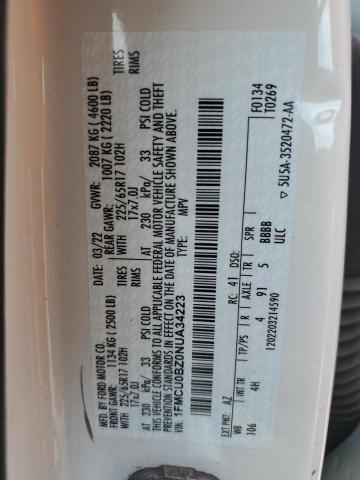 MFD. BY FORD MOTOR CO.
DATE: 03/22 GVWR: 2087 KG ( 4600 LB)
FRONT GAWR: 1134 KG ( 2500 LB) REAR GAWR: 1007 KG ( 2220 LB)
WITH 225/65R17 102H TIRES WITH 225/65R17 102H TIRES
17x7.0J RIMS 17x7.0J RIMS
AT 230 kPa/ 33 PSI COLD AT 230 kPa/ 33 PSI COLD
THIS VEHICLE CONFORMS TO ALL APPLICABLE FEDERAL MOTOR VEHICLE SAFETY AND THEFT
PREVENTION STANDARDS IN EFFECT ON THE DATE OF MANUFACTURE SHOWN ABOVE.
VIN: 1FMCU0BZ0NUA34223
TYPE: MPV
F0134
F0269
EXT PNT: AZ RC: 41 DSO:
WB INT TR TP/PS R AXLE TR SPR
106 4H 4 91 5 BBBB
ULC
1202203214590
▽ 5U5A-3520472-AA